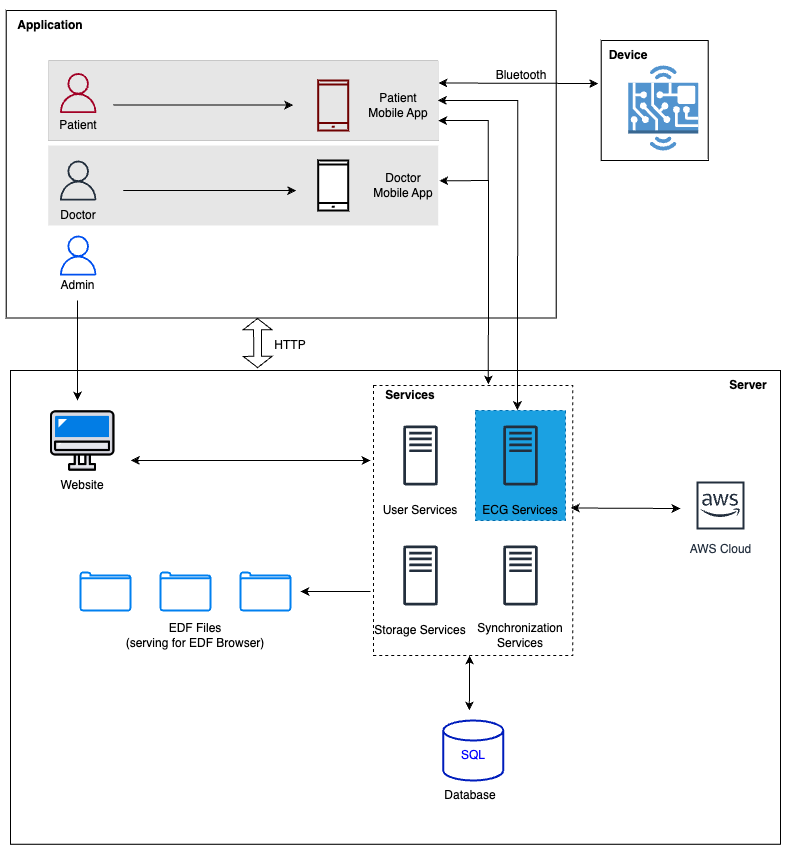 Application
Patient
Patient
Mobile App
Bluetooth
Device
Doctor
Doctor
Mobile App
Admin
HTTP
Server
Services
Website
User Services
ECG Services
aws
AWS Cloud
EDF Files
(serving for EDF Browser)
Storage Services
Synchronization
Services
SQL
Database